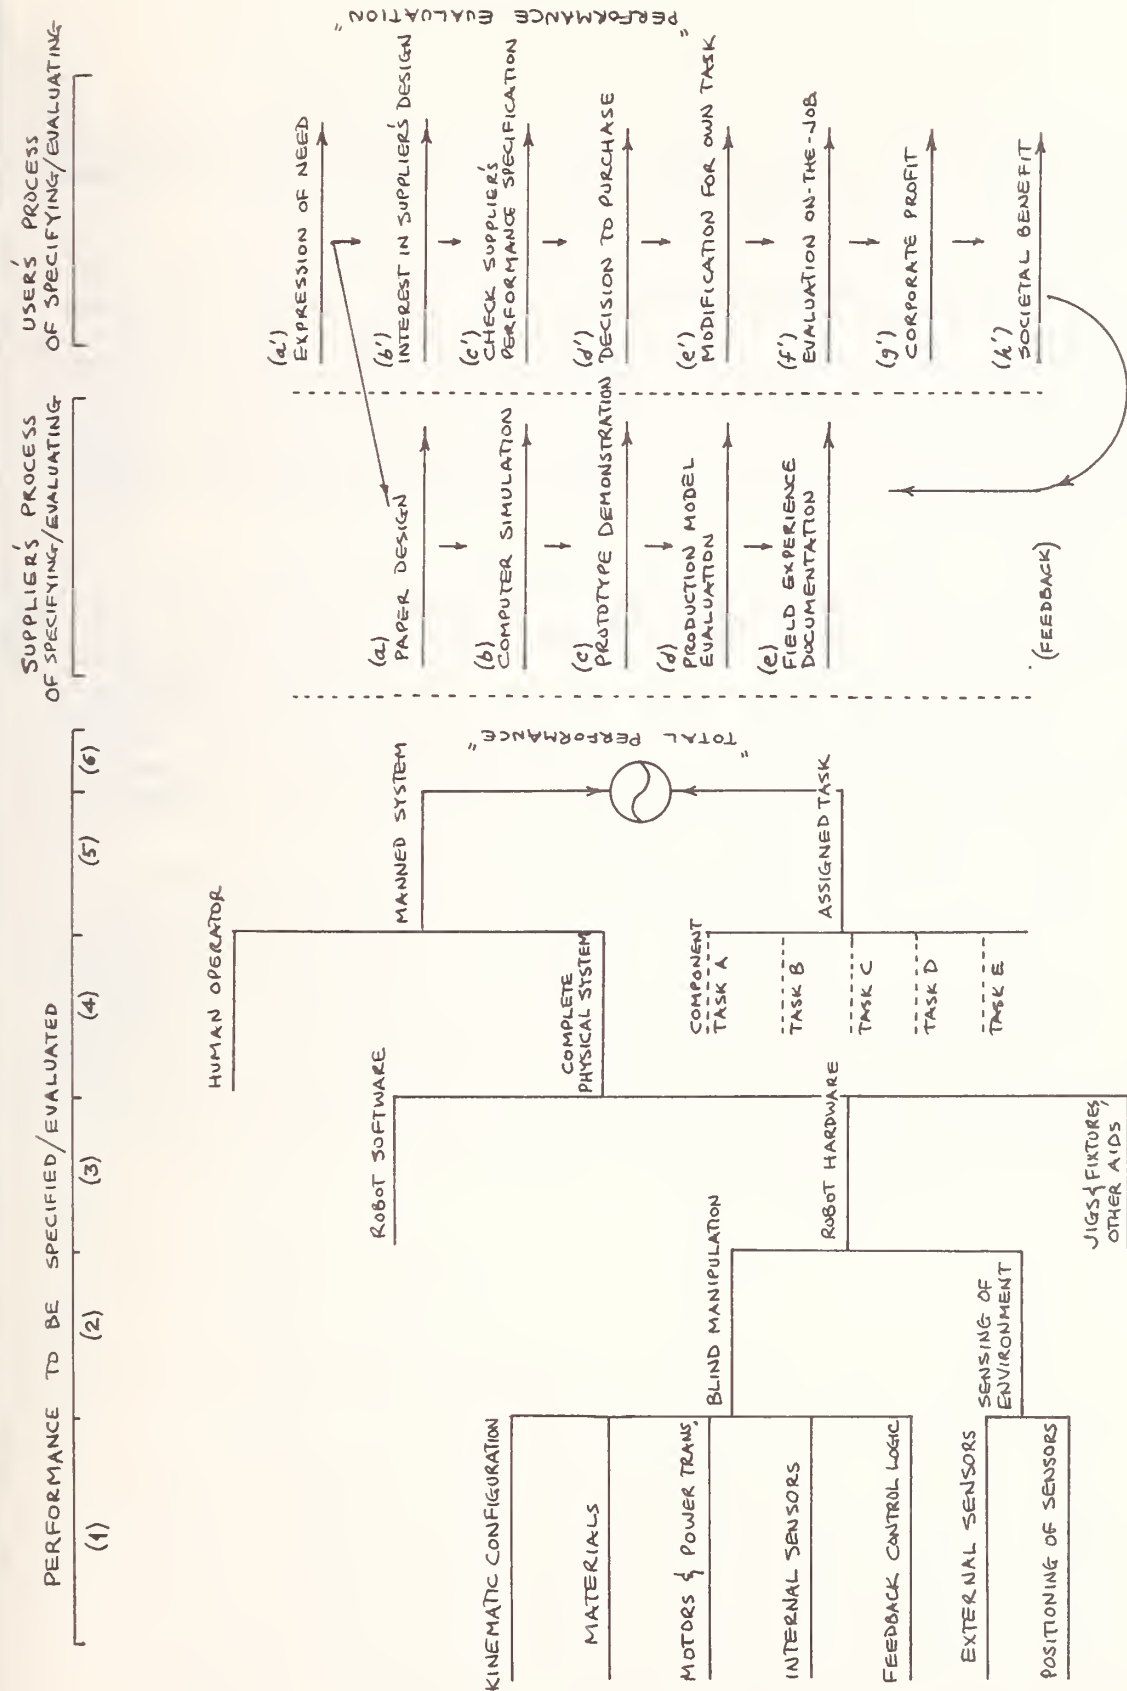 PERFORMANCE TO BE SPECIFIED/EVALUATED
(1)
(2)
(3)
(4)
(5)
(6)
SUPPLIER'S PROCESS
OF SPECIFYING/EVALUATING
USER'S PROCESS
OF SPECIFYING/EVALUATING
HUMAN OPERATOR
MANNED SYSTEM
ROBOT SOFTWARE
COMPLETE
PHYSICAL SYSTEM
KINEMATIC CONFIGURATION
MATERIALS
MOTORS & POWER TRANS.
INTERNAL SENSORS
FEEDBACK CONTROL LOGIC
BLIND MANIPULATION
ROBOT HARDWARE
EXTERNAL SENSORS
POSITIONING OF SENSORS
SENSING OF
ENVIRONMENT
JIGS & FIXTURES,
OTHER AIDS
COMPONENT
TASK A
TASK B
TASK C
TASK D
TASK E
ASSIGNED TASK
"TOTAL PERFORMANCE"
(a)
PAPER DESIGN
(b)
COMPUTER SIMULATION
(c)
PROTOTYPE DEMONSTRATION
(d)
PRODUCTION MODEL
EVALUATION
(e)
FIELD EXPERIENCE
DOCUMENTATION
(FEEDBACK)
(a')
EXPRESSION OF NEED
(b')
INTEREST IN SUPPLIER'S DESIGN
(c')
CHECK SUPPLIER'S
PERFORMANCE SPECIFICATION
(d')
DECISION TO PURCHASE
(e')
MODIFICATION FOR OWN TASK
(f')
EVALUATION ON-THE-JOB
(g')
CORPORATE PROFIT
(h')
SOCIETAL BENEFIT
"PERFORMANCE EVALUATION"